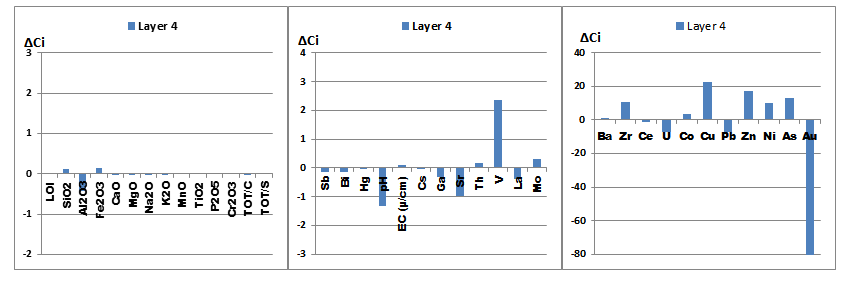 Layer 4
ΔCi
3
2
1
0
-1
-2
LOI
SiO2
Al2O3
Fe2O3
CaO
MgO
Na2O
K2O
MnO
TiO2
P2O5
Cr2O3
TOT/C
TOT/S
Layer 4
ΔCi
4
3
2
1
0
-1
-2
-3
Sb
Bi
Hg
pH
EC (µ/cm)
Cs
Ga
Sr
Th
V
La
Mo
Layer 4
ΔCi
40
20
0
-20
-40
-60
-80
Ba Zr Ce U Co Cu Pb Zn Ni As Au